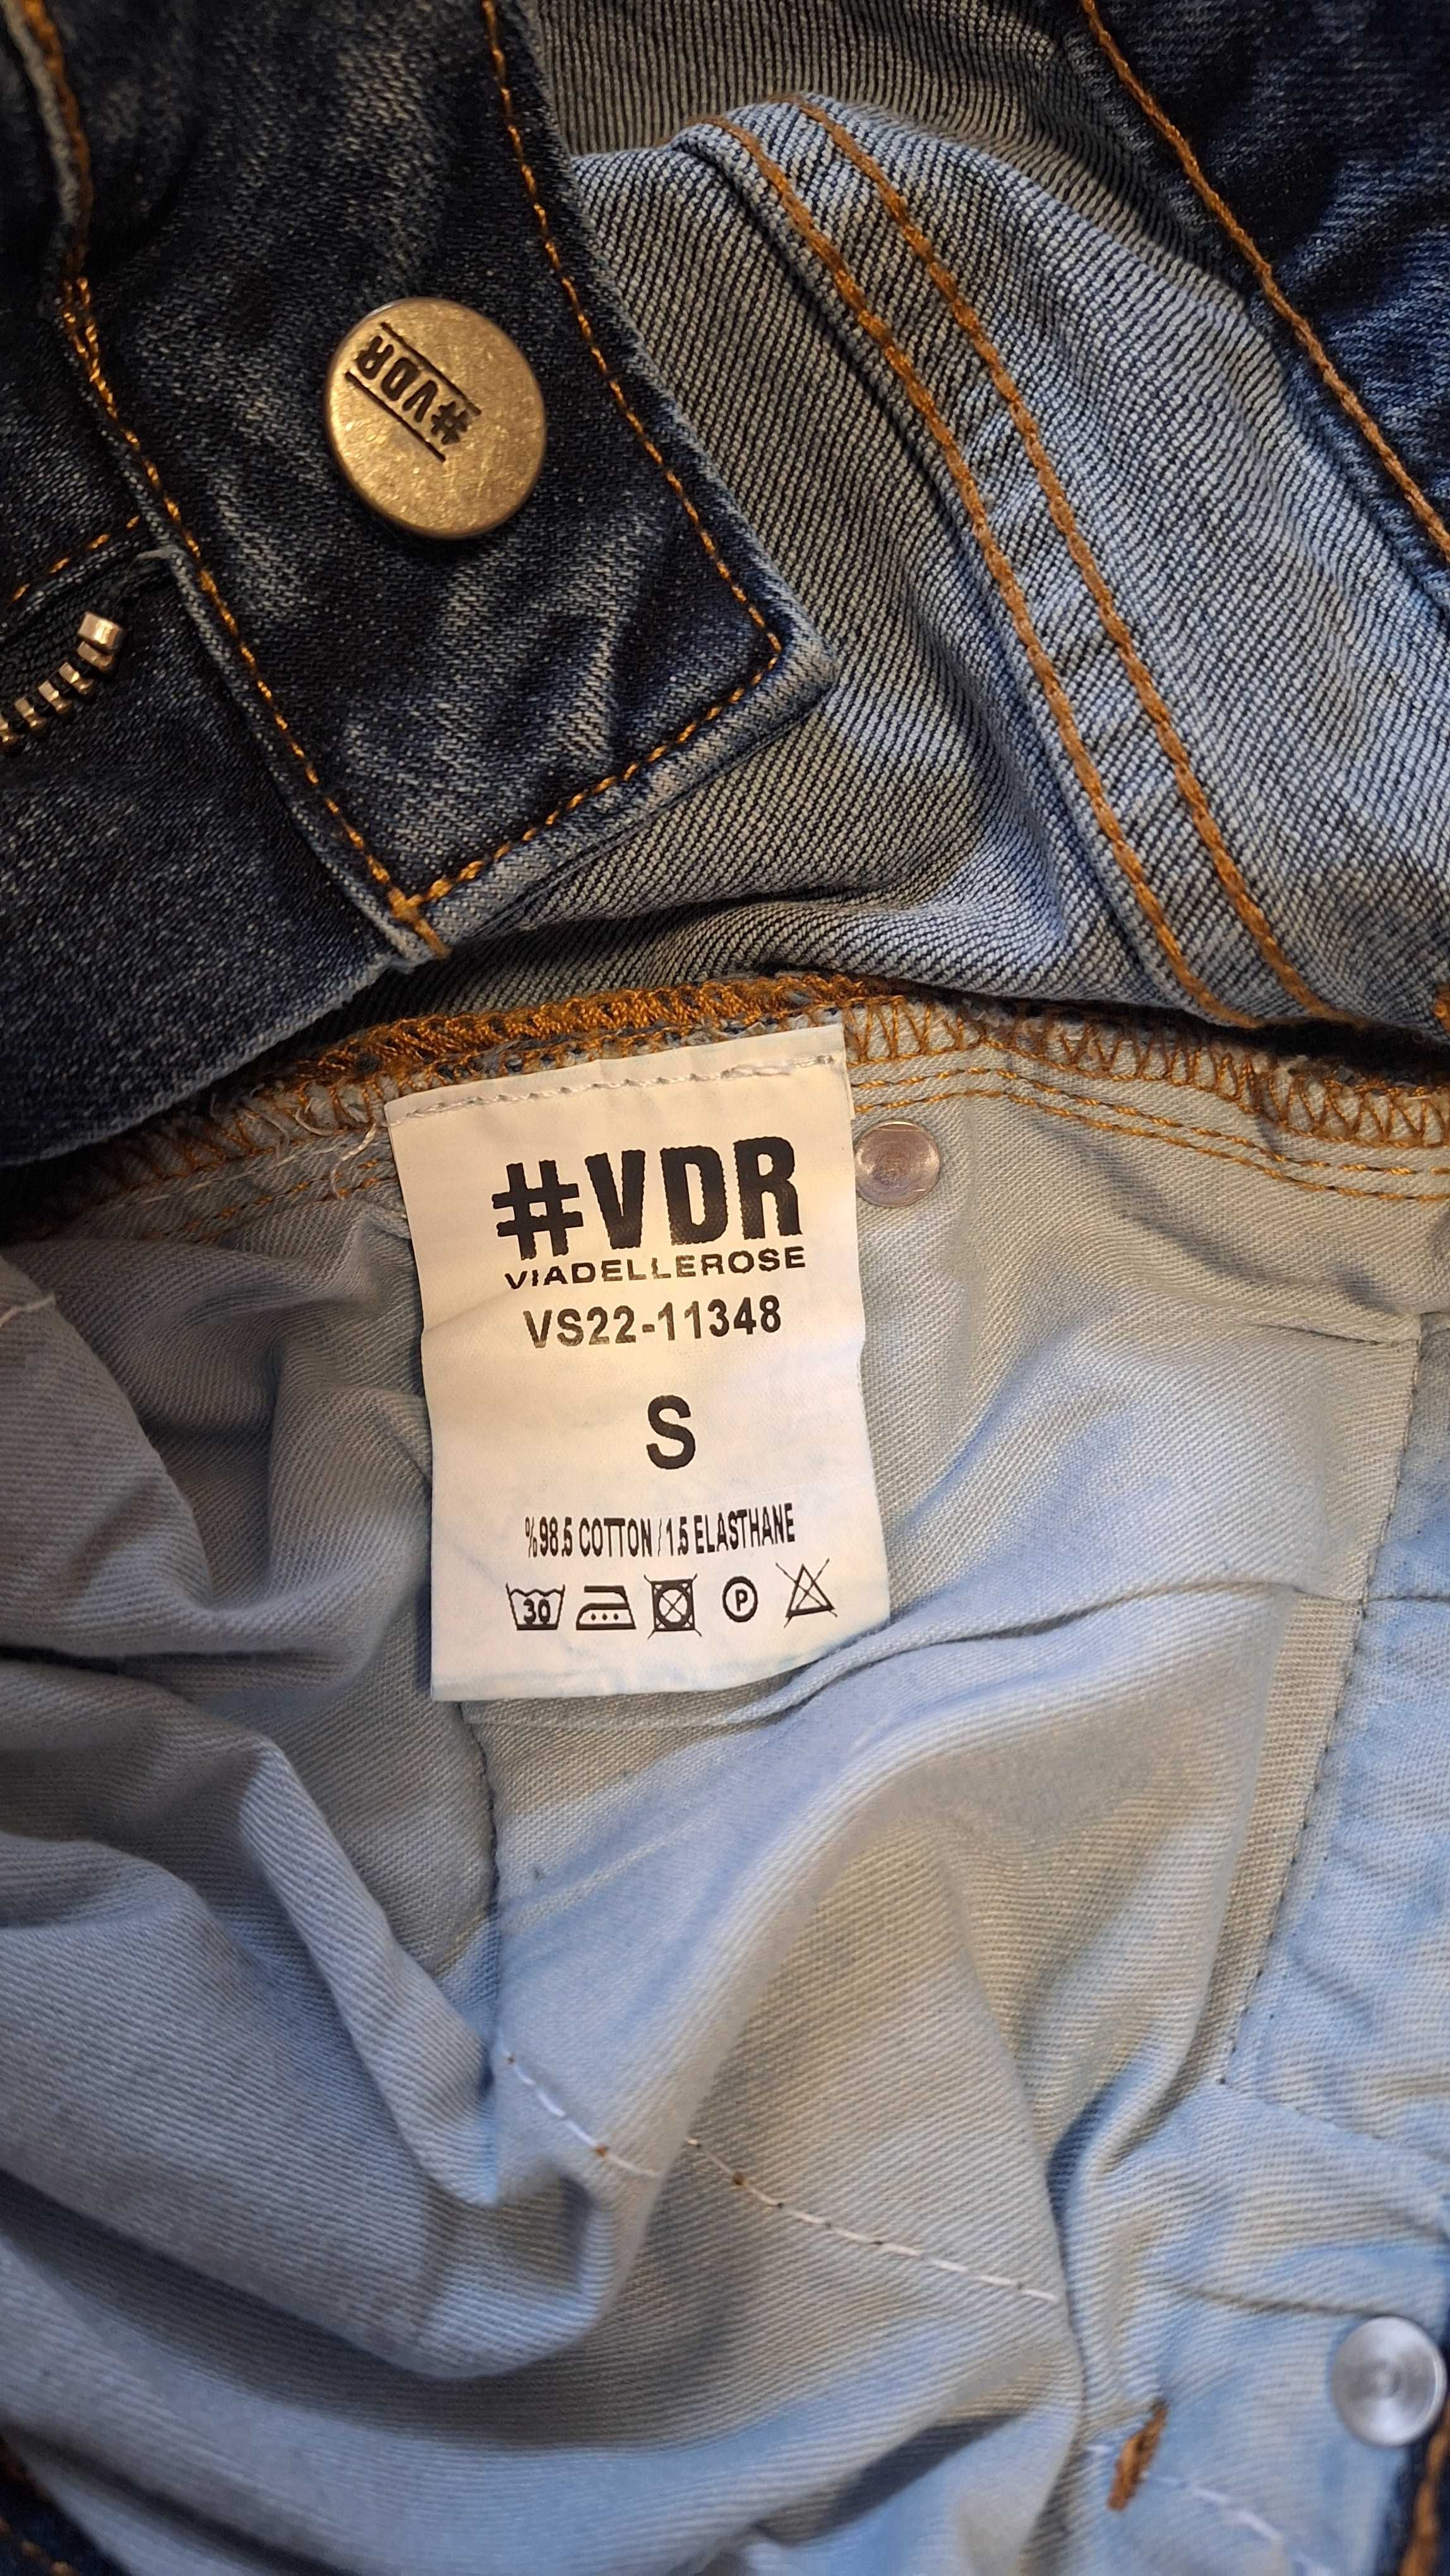 #VDR
#VDR
VIADELLEROSE
VS22-11348
S
%98.5 COTTON / 1.5 ELASTHANE
30 P